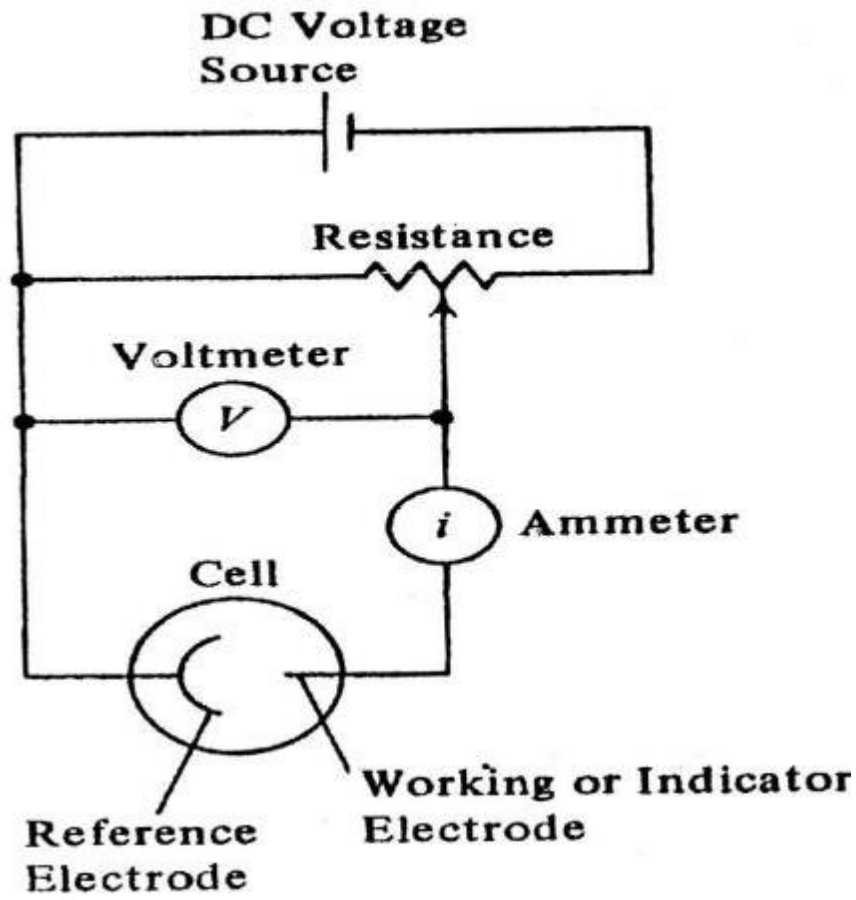 DC Voltage
Source
Resistance
Voltmeter
V
i
Ammeter
Cell
Working or Indicator
Electrode
Reference
Electrode